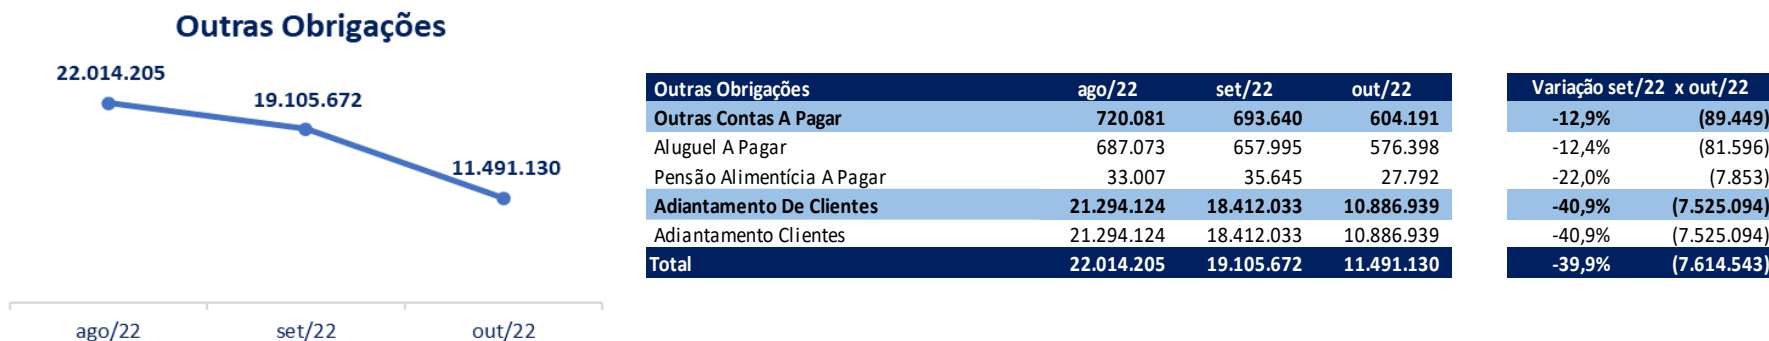 Outras Obrigações
22.014.205
19.105.672
11.491.130
ago/22 set/22 out/22
Outras Obrigações ago/22 set/22 out/22 Variação set/22 x out/22
Outras Contas A Pagar 720.081 693.640 604.191 -12,9% (89.449)
Aluguel A Pagar 687.073 657.995 576.398 -12,4% (81.596)
Pensão Alimentícia A Pagar 33.007 35.645 27.792 -22,0% (7.853)
Adiantamento De Clientes 21.294.124 18.412.033 10.886.939 -40,9% (7.525.094)
Adiantamento Clientes 21.294.124 18.412.033 10.886.939 -40,9% (7.525.094)
Total 22.014.205 19.105.672 11.491.130 -39,9% (7.614.543)